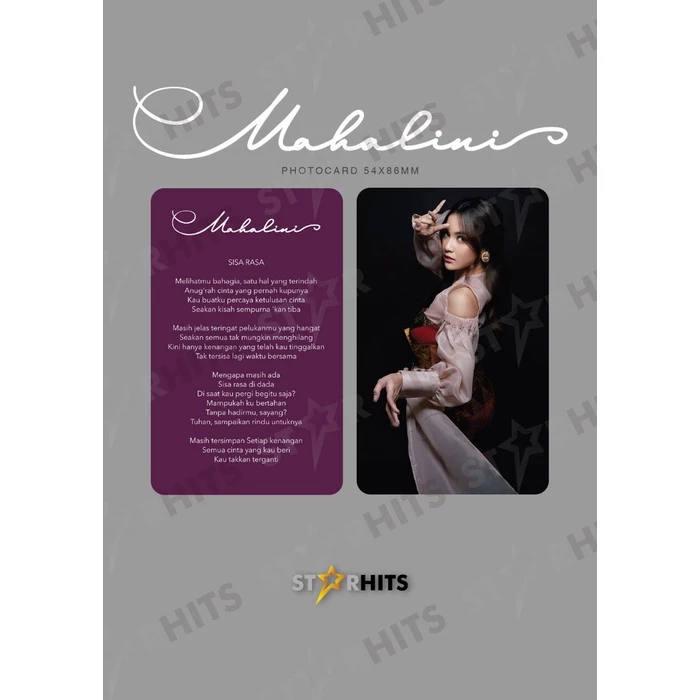 Mahalini
PHOTOCARD 54X86MM
Mahalini
SISA RASA
Melihatmu bahagia, satu hal yang terindah
Anug'rah cinta yang pernah kupunya
Kau buatku percaya ketulusan cinta
Seakan kisah sempurna 'kan tiba
Masih jelas teringat pelukanmu yang hangat
Seakan semua tak mungkin menghilang
Kini hanya kenangan yang telah kau tinggalkan
Tak tersisa lagi waktu bersama
Mengapa masih ada
Sisa rasa di dada
Di saat kau pergi begitu saja?
Mampukah ku bertahan
Tanpa hadirmu, sayang?
Tuhan, sampaikan rindu untuknya
Masih tersimpan Setiap kenangan
Semua cinta yang kau beri
Kau takkan terganti
STARHITS